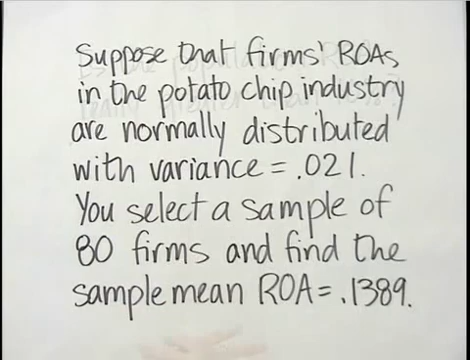 Suppose that firms' ROAs
in the potato chip industry
are normally distributed
with variance = .021.
You select a sample of
80 firms and find the
sample mean ROA = .1389.